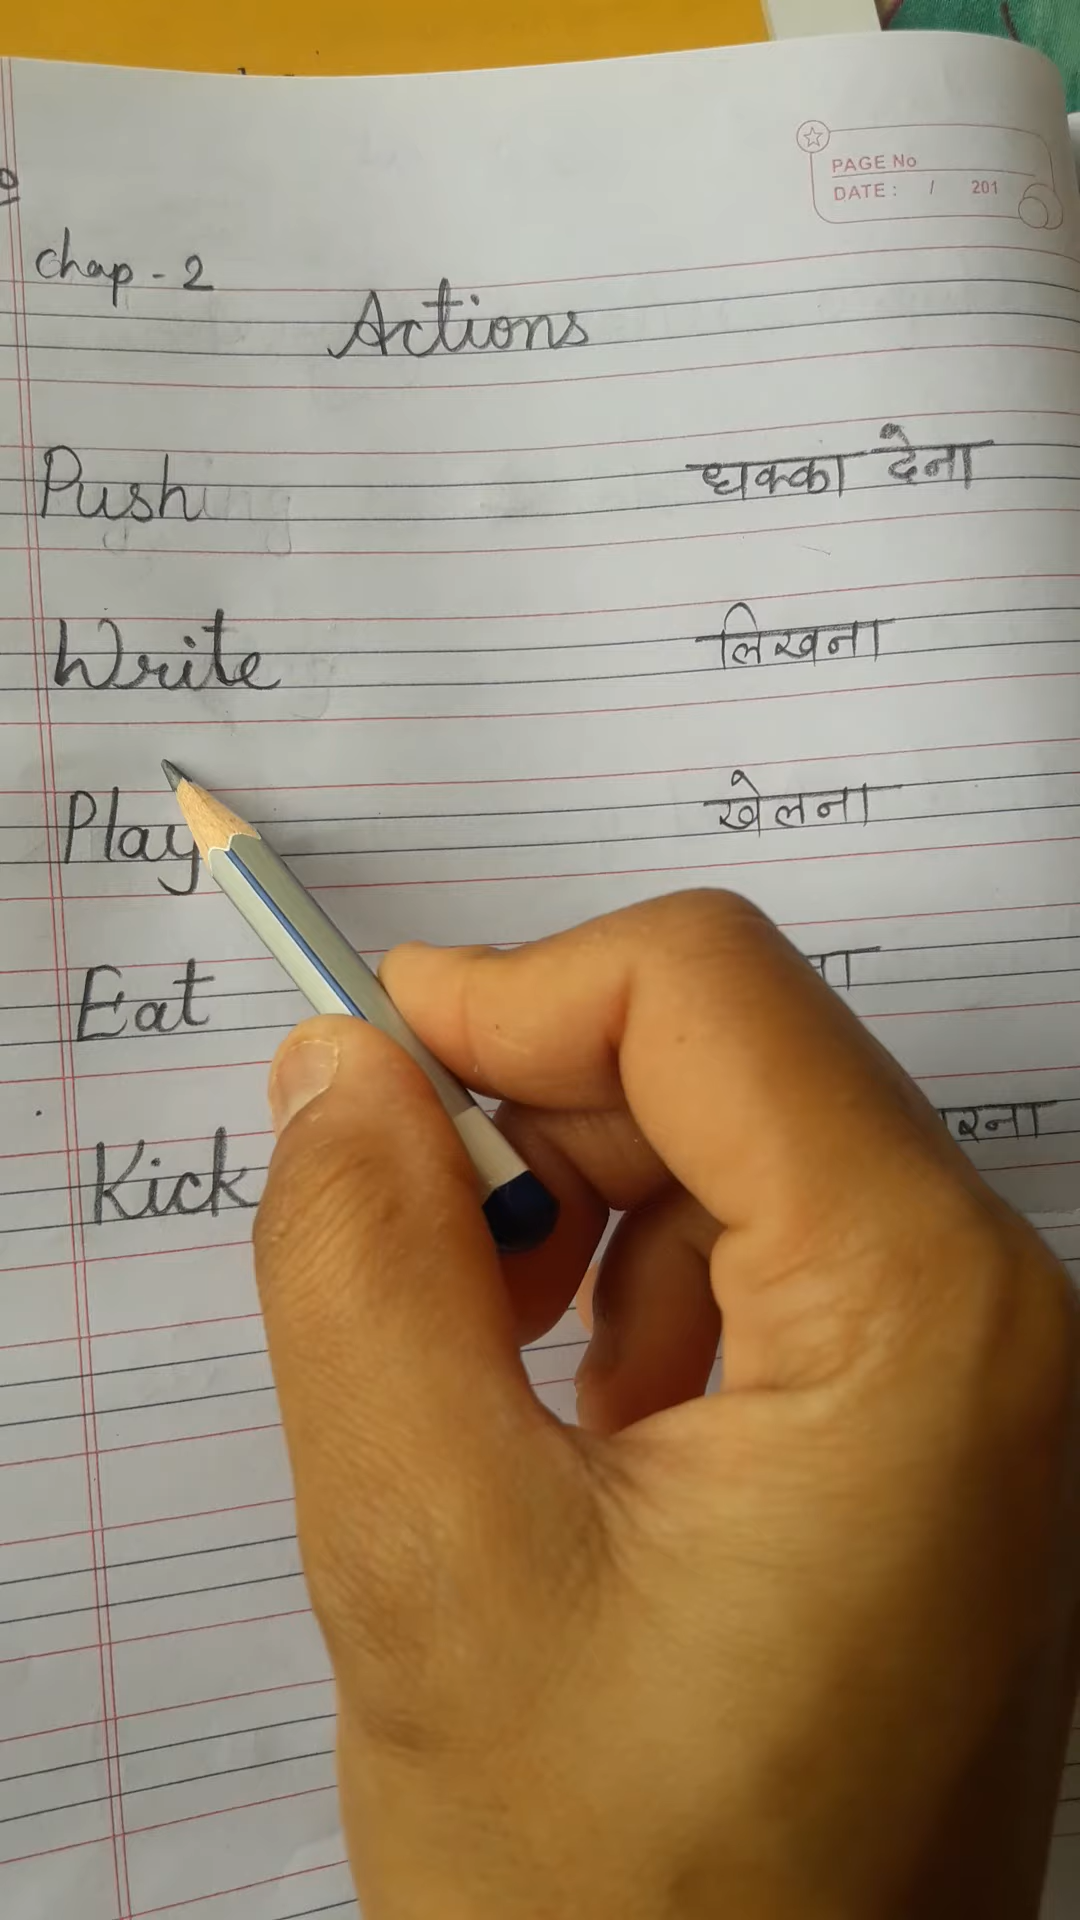 PAGE No
DATE: / 201
chap - 2
Actions
Push धक्का देना
Write लिखना
Play खेलना
Eat
Kick